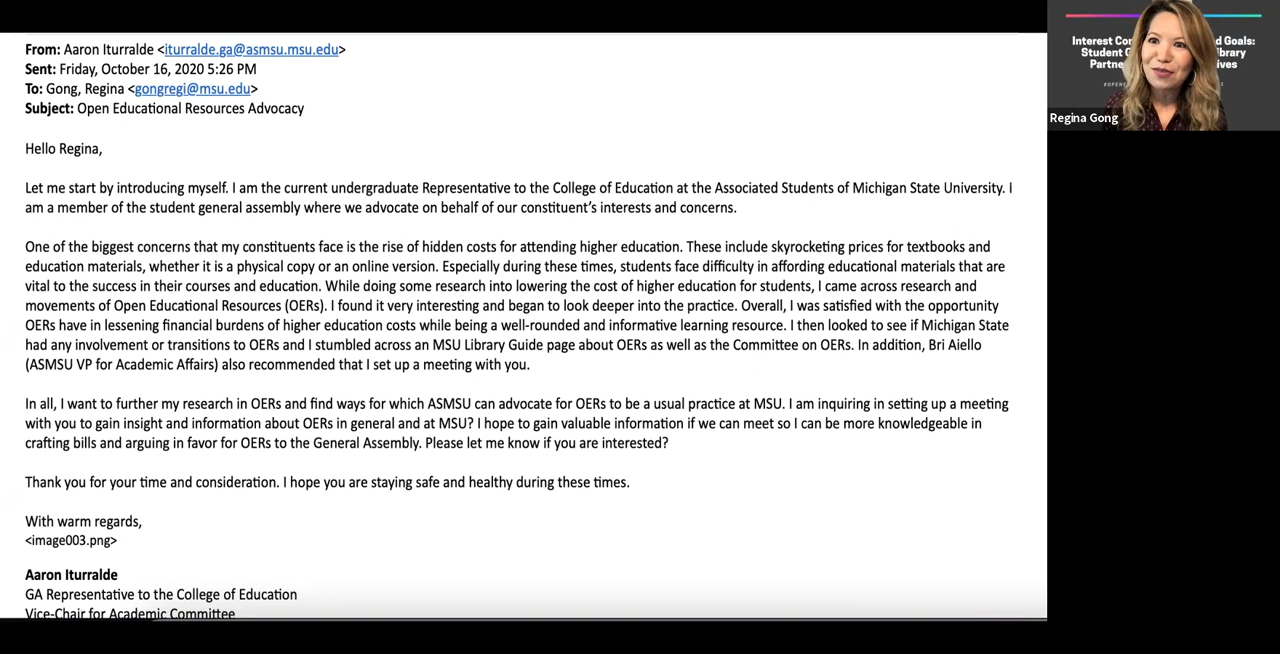 From: Aaron Iturralde <iturralde.ga@asmsu.msu.edu>
Sent: Friday, October 16, 2020 5:26 PM
To: Gong, Regina <gongregi@msu.edu>
Subject: Open Educational Resources Advocacy
Hello Regina,
Let me start by introducing myself. I am the current undergraduate Representative to the College of Education at the Associated Students of Michigan State University. I
am a member of the student general assembly where we advocate on behalf of our constituent's interests and concerns.
One of the biggest concerns that my constituents face is the rise of hidden costs for attending higher education. These include skyrocketing prices for textbooks and
education materials, whether it is a physical copy or an online version. Especially during these times, students face difficulty in affording educational materials that are
vital to the success in their courses and education. While doing some research into lowering the cost of higher education for students, I came across research and
movements of Open Educational Resources (OERs). I found it very interesting and began to look deeper into the practice. Overall, I was satisfied with the opportunity
OERs have in lessening financial burdens of higher education costs while being a well-rounded and informative learning resource. I then looked to see if Michigan State
had any involvement or transitions to OERs and I stumbled across an MSU Library Guide page about OERs as well as the Committee on OERs. In addition, Bri Aiello
(ASMSU VP for Academic Affairs) also recommended that I set up a meeting with you.
In all, I want to further my research in OERs and find ways for which ASMSU can advocate for OERs to be a usual practice at MSU. I am inquiring in setting up a meeting
with you to gain insight and information about OERs in general and at MSU? I hope to gain valuable information if we can meet so I can be more knowledgeable in
crafting bills and arguing in favor for OERs to the General Assembly. Please let me know if you are interested?
Thank you for your time and consideration. I hope you are staying safe and healthy during these times.
With warm regards,
<image003.png>
Aaron Iturralde
GA Representative to the College of Education
Vice-Chair for Academic Committee
Interest Goals:
Student
Regina Gong